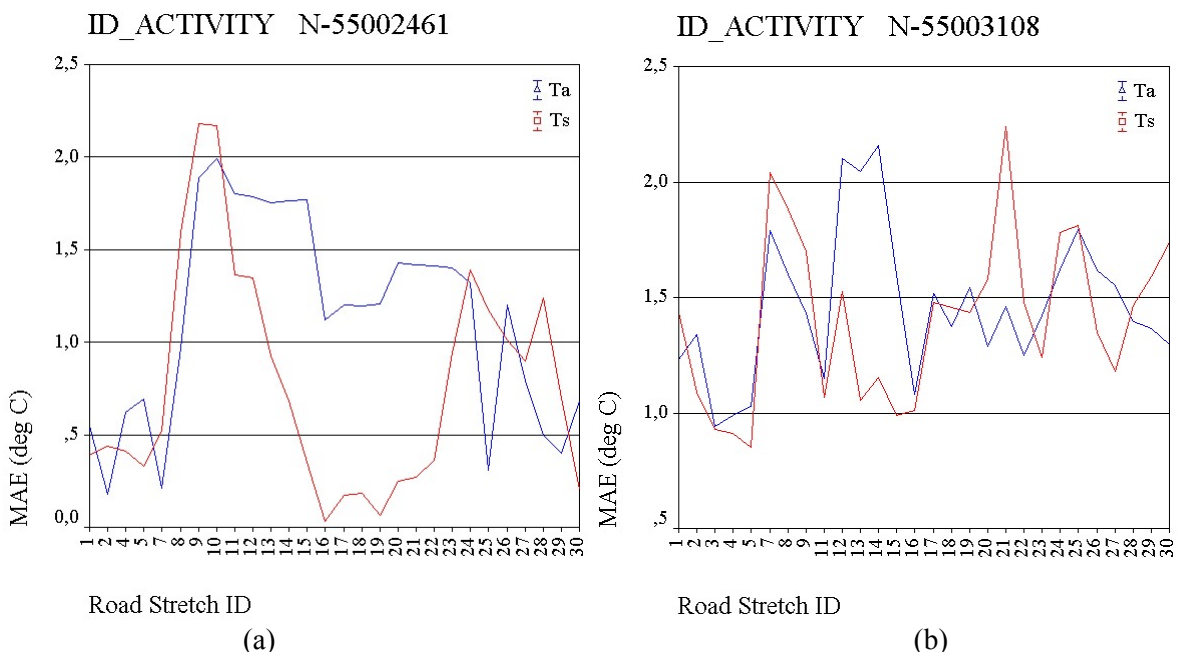 ID_ACTIVITY N-55002461
2,5
2,0
1,5
1,0
,5
0,0
MAE (deg C)
Ta
Ts
1 2 4 5 7 8 9 10 11 12 13 14 15 16 17 18 19 20 21 22 23 24 25 26 27 28 29 30
Road Stretch ID
(a)
ID_ACTIVITY N-55003108
2,5
2,0
1,5
1,0
,5
MAE (deg C)
Ta
Ts
1 2 3 4 5 7 8 9 11 12 13 14 15 16 17 18 19 20 21 22 23 24 25 26 27 28 29 30
Road Stretch ID
(b)